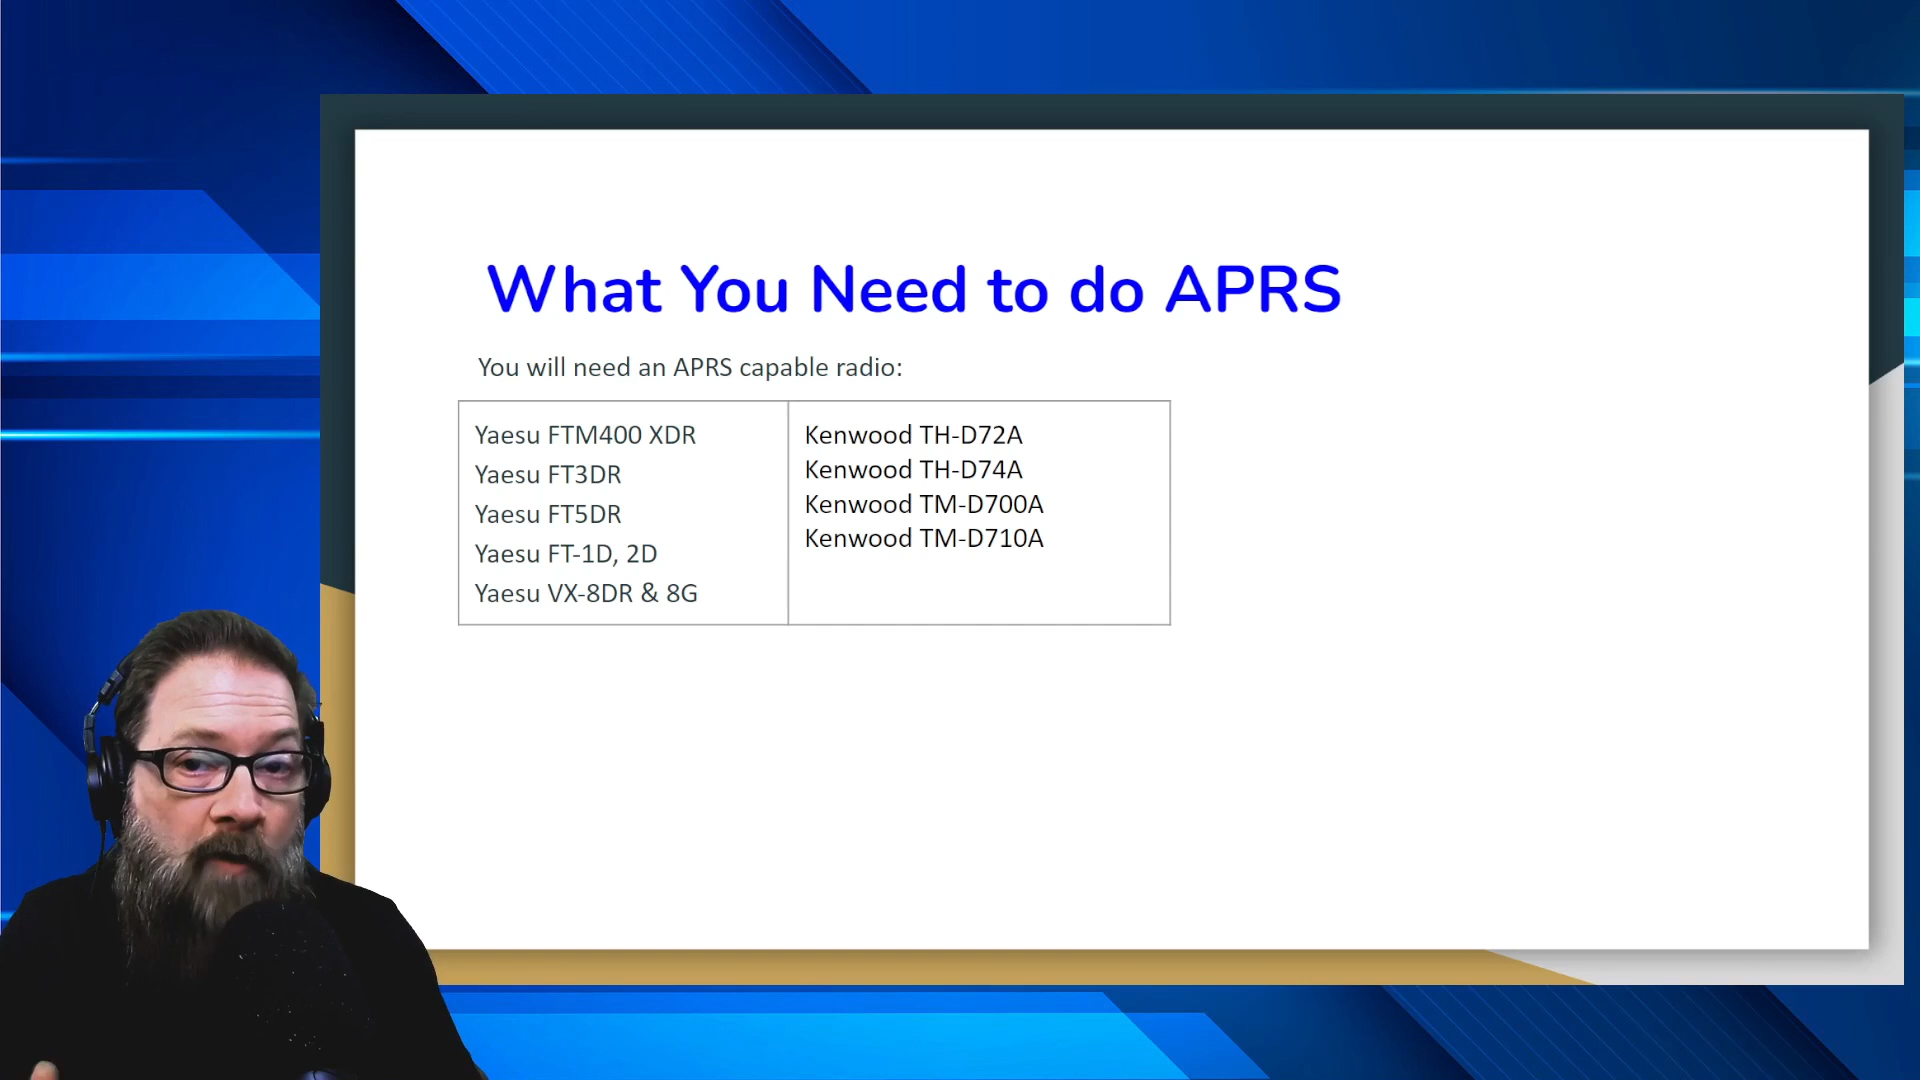 What You Need to do APRS
You will need an APRS capable radio:
Yaesu FTM400 XDR
Yaesu FT3DR
Yaesu FT5DR
Yaesu FT-1D, 2D
Yaesu VX-8DR & 8G
Kenwood TH-D72A
Kenwood TH-D74A
Kenwood TM-D700A
Kenwood TM-D710A